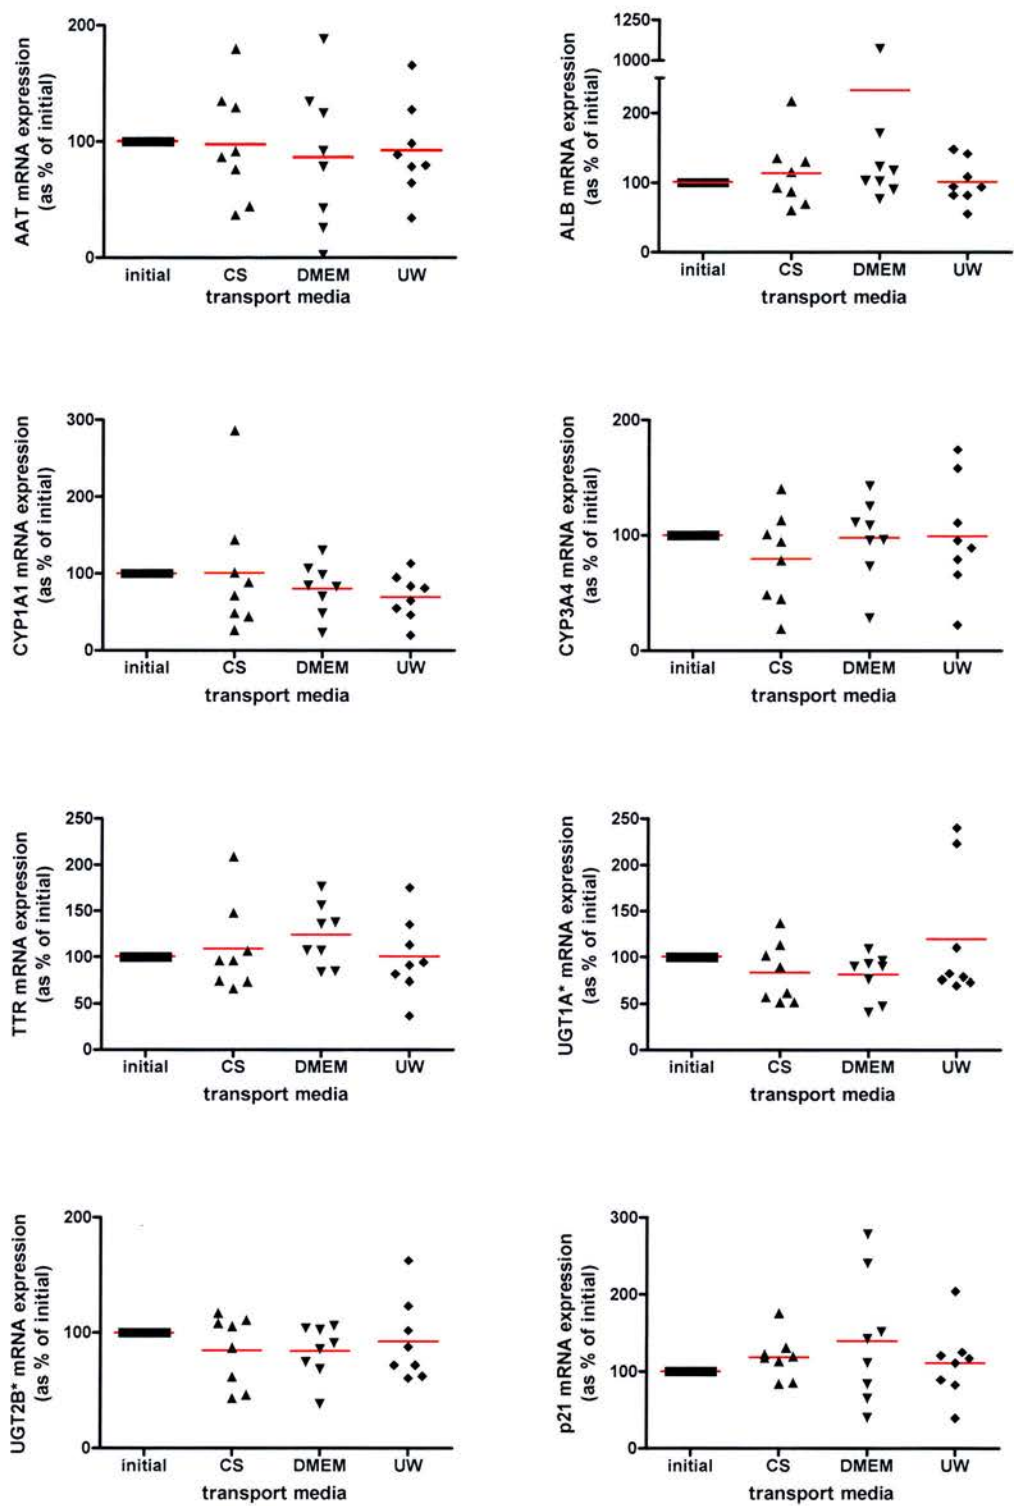 AAT mRNA expression
(as % of initial)
200
100
0
initial CS DMEM UW
transport media
ALB mRNA expression
(as % of initial)
1250
1000
200
100
0
initial CS DMEM UW
transport media
CYP1A1 mRNA expression
(as % of initial)
300
200
100
0
initial CS DMEM UW
transport media
CYP3A4 mRNA expression
(as % of initial)
200
100
0
initial CS DMEM UW
transport media
TTR mRNA expression
(as % of initial)
250
200
150
100
50
0
initial CS DMEM UW
transport media
UGT1A* mRNA expression
(as % of initial)
250
200
150
100
50
0
initial CS DMEM UW
transport media
UGT2B* mRNA expression
(as % of initial)
200
100
0
initial CS DMEM UW
transport media
p21 mRNA expression
(as % of initial)
300
200
100
0
initial CS DMEM UW
transport media